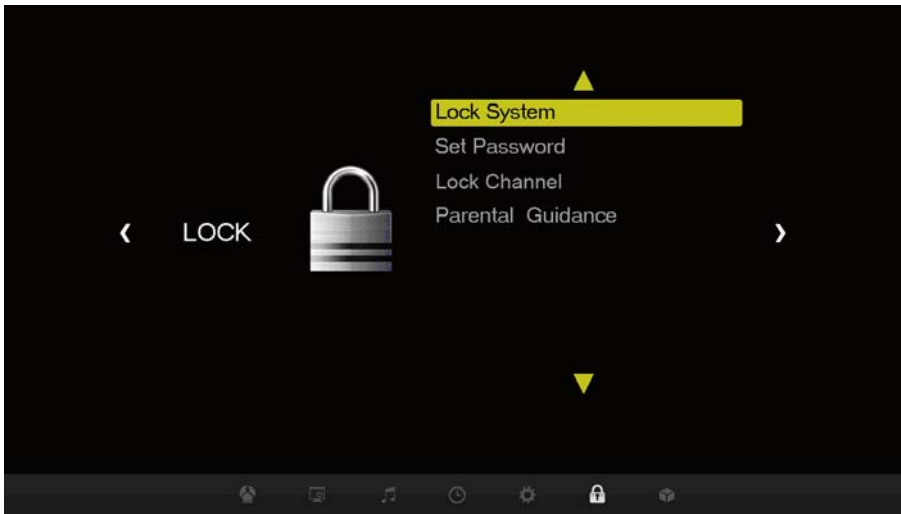 Lock System
Set Password
Lock Channel
Parental Guidance
LOCK